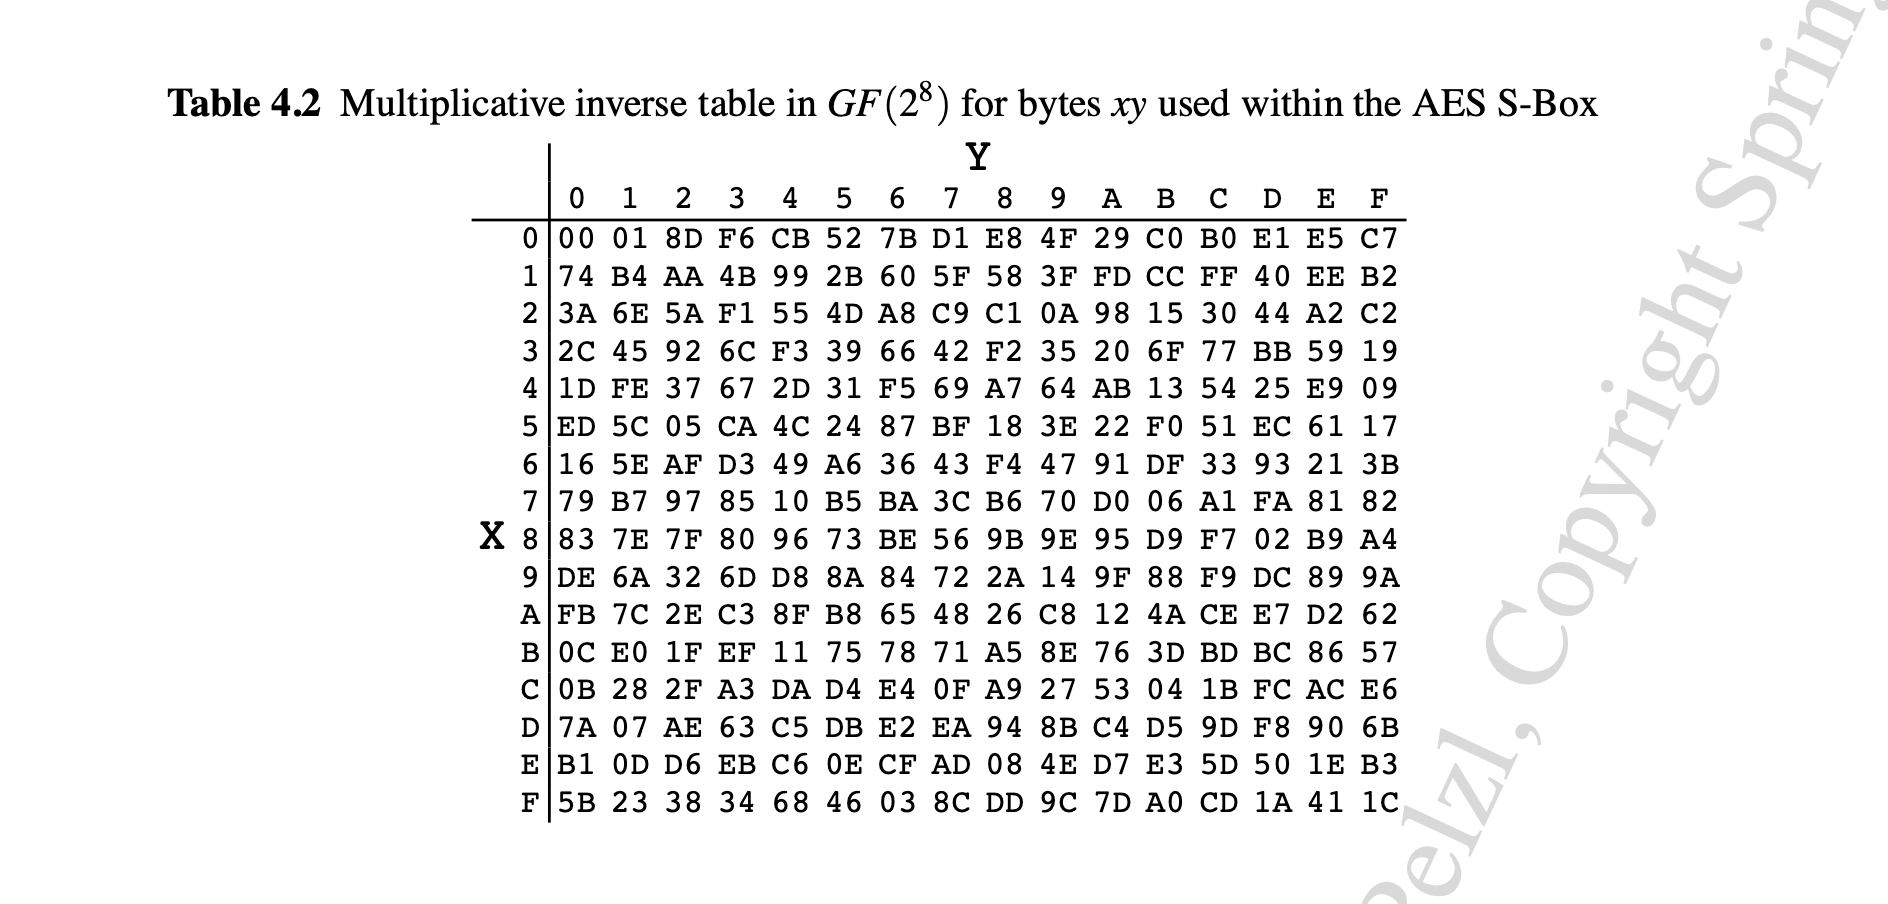 Table 4.2 Multiplicative inverse table in GF(2⁸) for bytes xy used within the AES S-Box
Y
0 1 2 3 4 5 6 7 8 9 A B C D E F
0 00 01 8D F6 CB 52 7B D1 E8 4F 29 C0 B0 E1 E5 C7
1 74 B4 AA 4B 99 2B 60 5F 58 3F FD CC FF 40 EE B2
2 3A 6E 5A F1 55 4D A8 C9 C1 0A 98 15 30 44 A2 C2
3 2C 45 92 6C F3 39 66 42 F2 35 20 6F 77 BB 59 19
4 1D FE 37 67 2D 31 F5 69 A7 64 AB 13 54 25 E9 09
5 ED 5C 05 CA 4C 24 87 BF 18 3E 22 F0 51 EC 61 17
6 16 5E AF D3 49 A6 36 43 F4 47 91 DF 33 93 21 3B
7 79 B7 97 85 10 B5 BA 3C B6 70 D0 06 A1 FA 81 82
X 8 83 7E 7F 80 96 73 BE 56 9B 9E 95 D9 F7 02 B9 A4
9 DE 6A 32 6D D8 8A 84 72 2A 14 9F 88 F9 DC 89 9A
A FB 7C 2E C3 8F B8 65 48 26 C8 12 4A CE E7 D2 62
B 0C E0 1F EF 11 75 78 71 A5 8E 76 3D BD BC 86 57
C 0B 28 2F A3 DA D4 E4 0F A9 27 53 04 1B FC AC E6
D 7A 07 AE 63 C5 DB E2 EA 94 8B C4 D5 9D F8 90 6B
E B1 0D D6 EB C6 0E CF AD 08 4E D7 E3 5D 50 1E B3
F 5B 23 38 34 68 46 03 8C DD 9C 7D A0 CD 1A 41 1C
Pelzl, Copyright Sprin